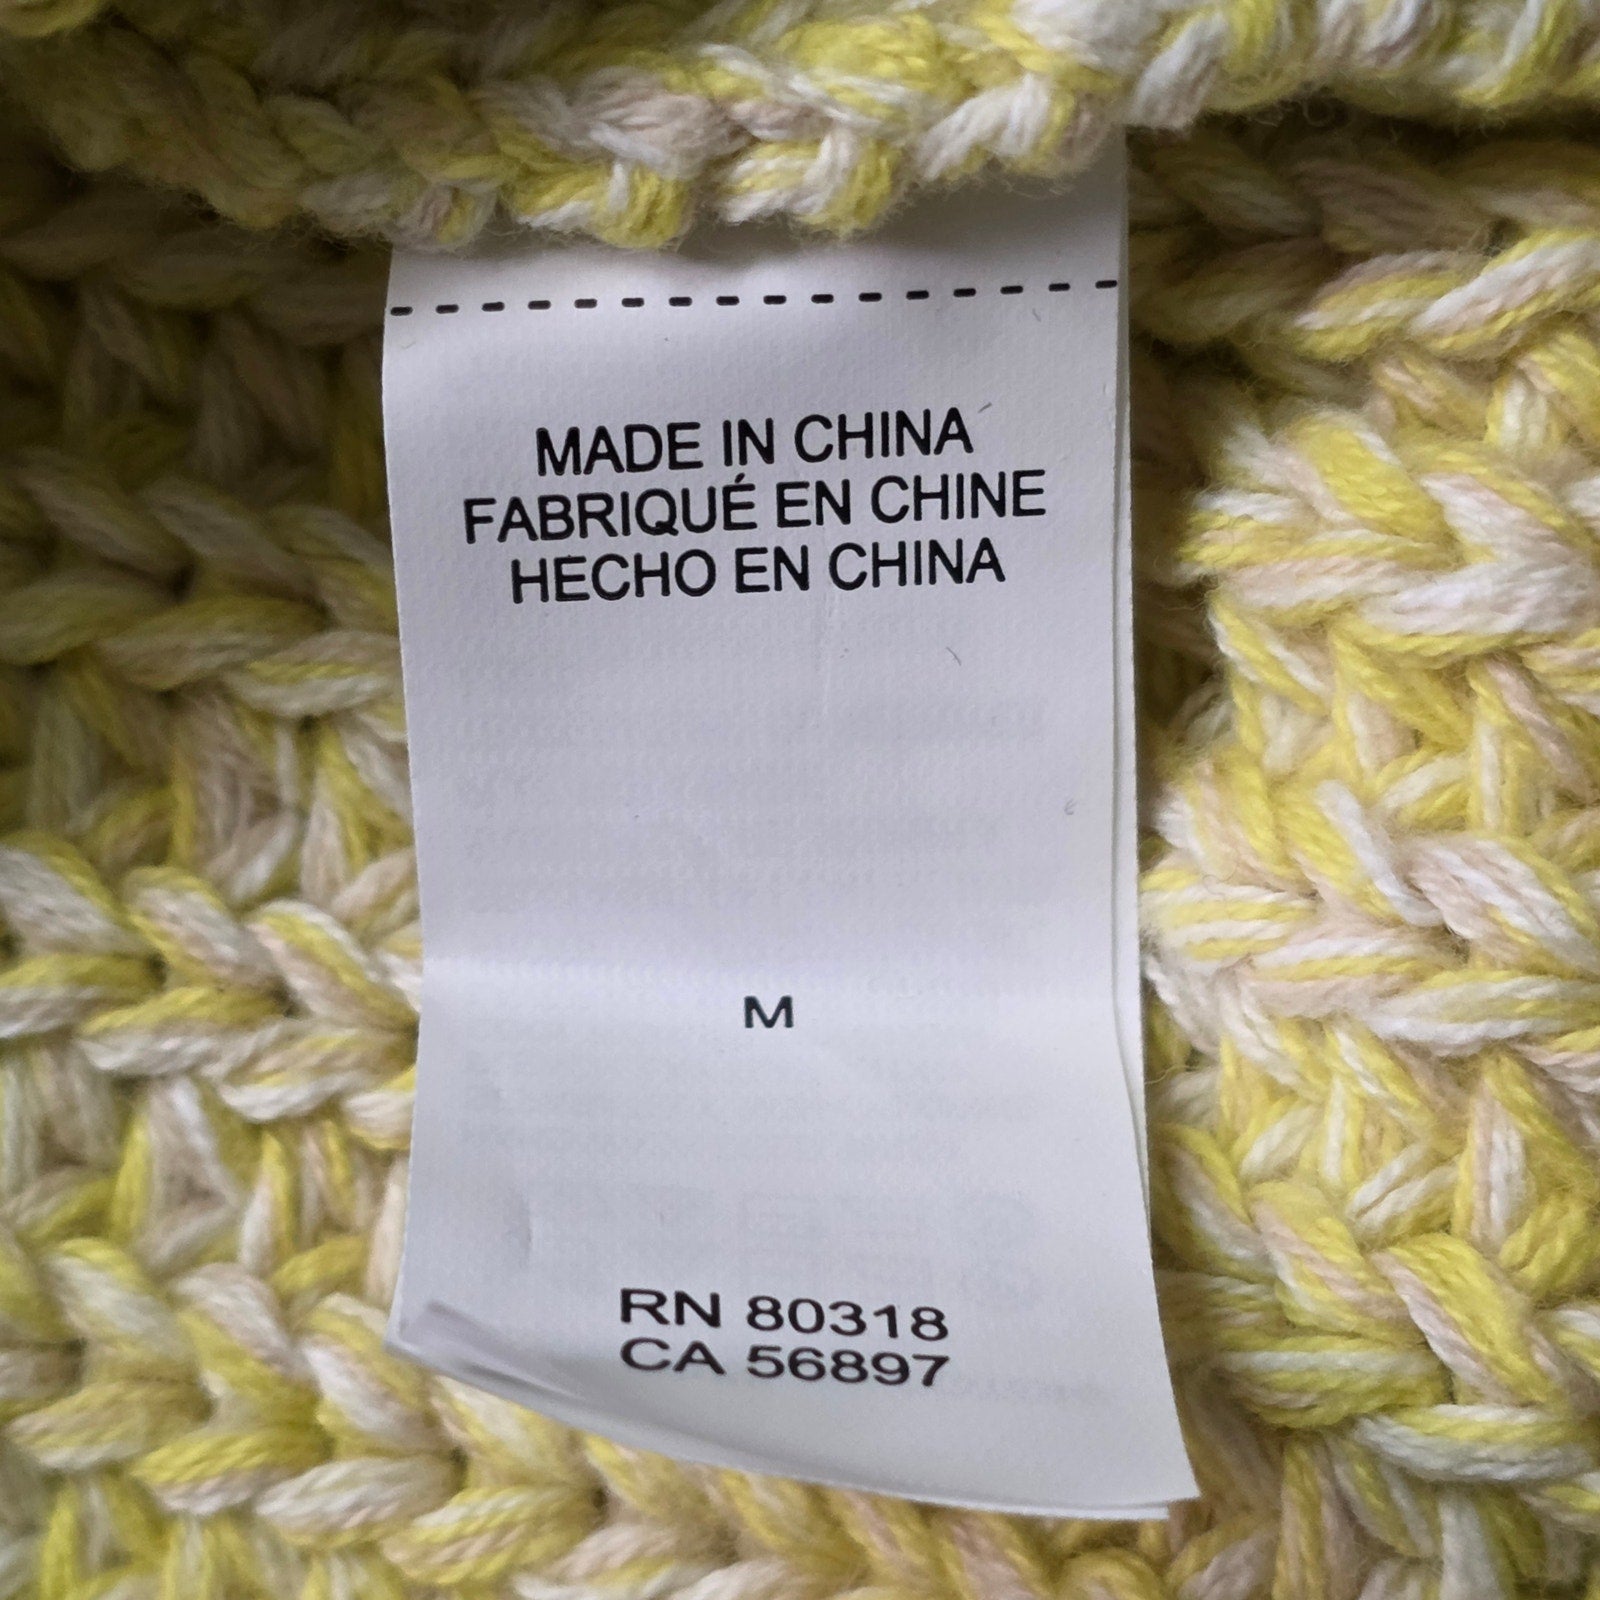 MADE IN CHINA
FABRIQUÉ EN CHINE
HECHO EN CHINA
M
RN 80318
CA 56897